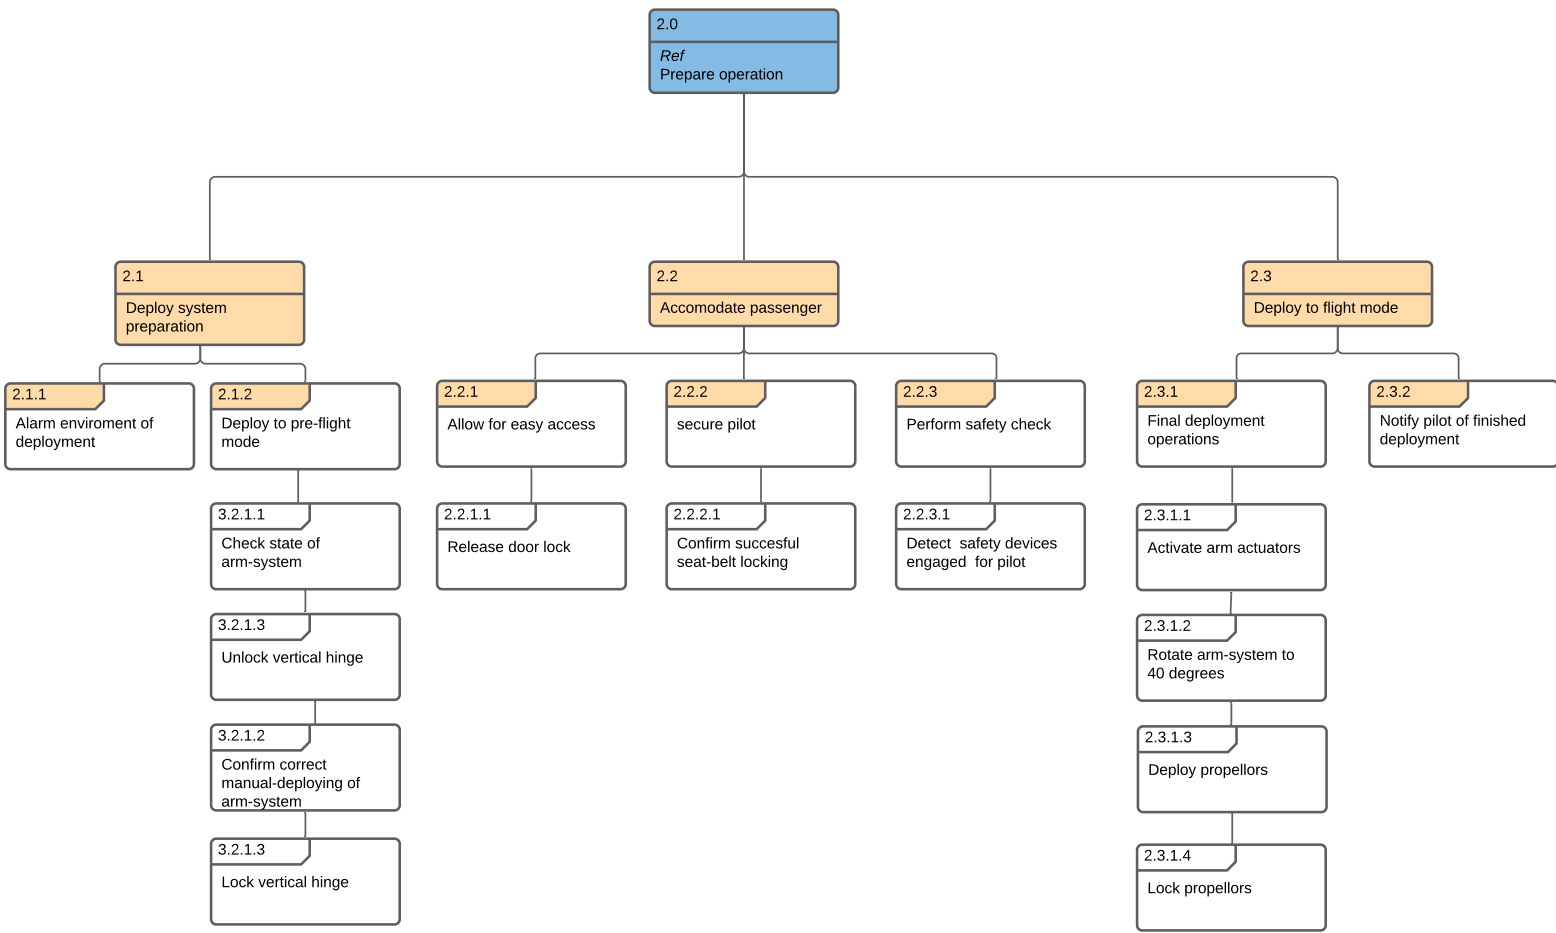 2.0
Ref
Prepare operation
2.1
Deploy system
preparation
2.2
Accomodate passenger
2.3
Deploy to flight mode
2.1.1
Alarm enviroment of
deployment
2.1.2
Deploy to pre-flight
mode
2.2.1
Allow for easy access
2.2.2
secure pilot
2.2.3
Perform safety check
2.3.1
Final deployment
operations
2.3.2
Notify pilot of finished
deployment
3.2.1.1
Check state of
arm-system
2.2.1.1
Release door lock
2.2.2.1
Confirm succesful
seat-belt locking
2.2.3.1
Detect  safety devices
engaged  for pilot
2.3.1.1
Activate arm actuators
3.2.1.3
Unlock vertical hinge
2.3.1.2
Rotate arm-system to
40 degrees
3.2.1.2
Confirm correct
manual-deploying of
arm-system
2.3.1.3
Deploy propellors
3.2.1.3
Lock vertical hinge
2.3.1.4
Lock propellors